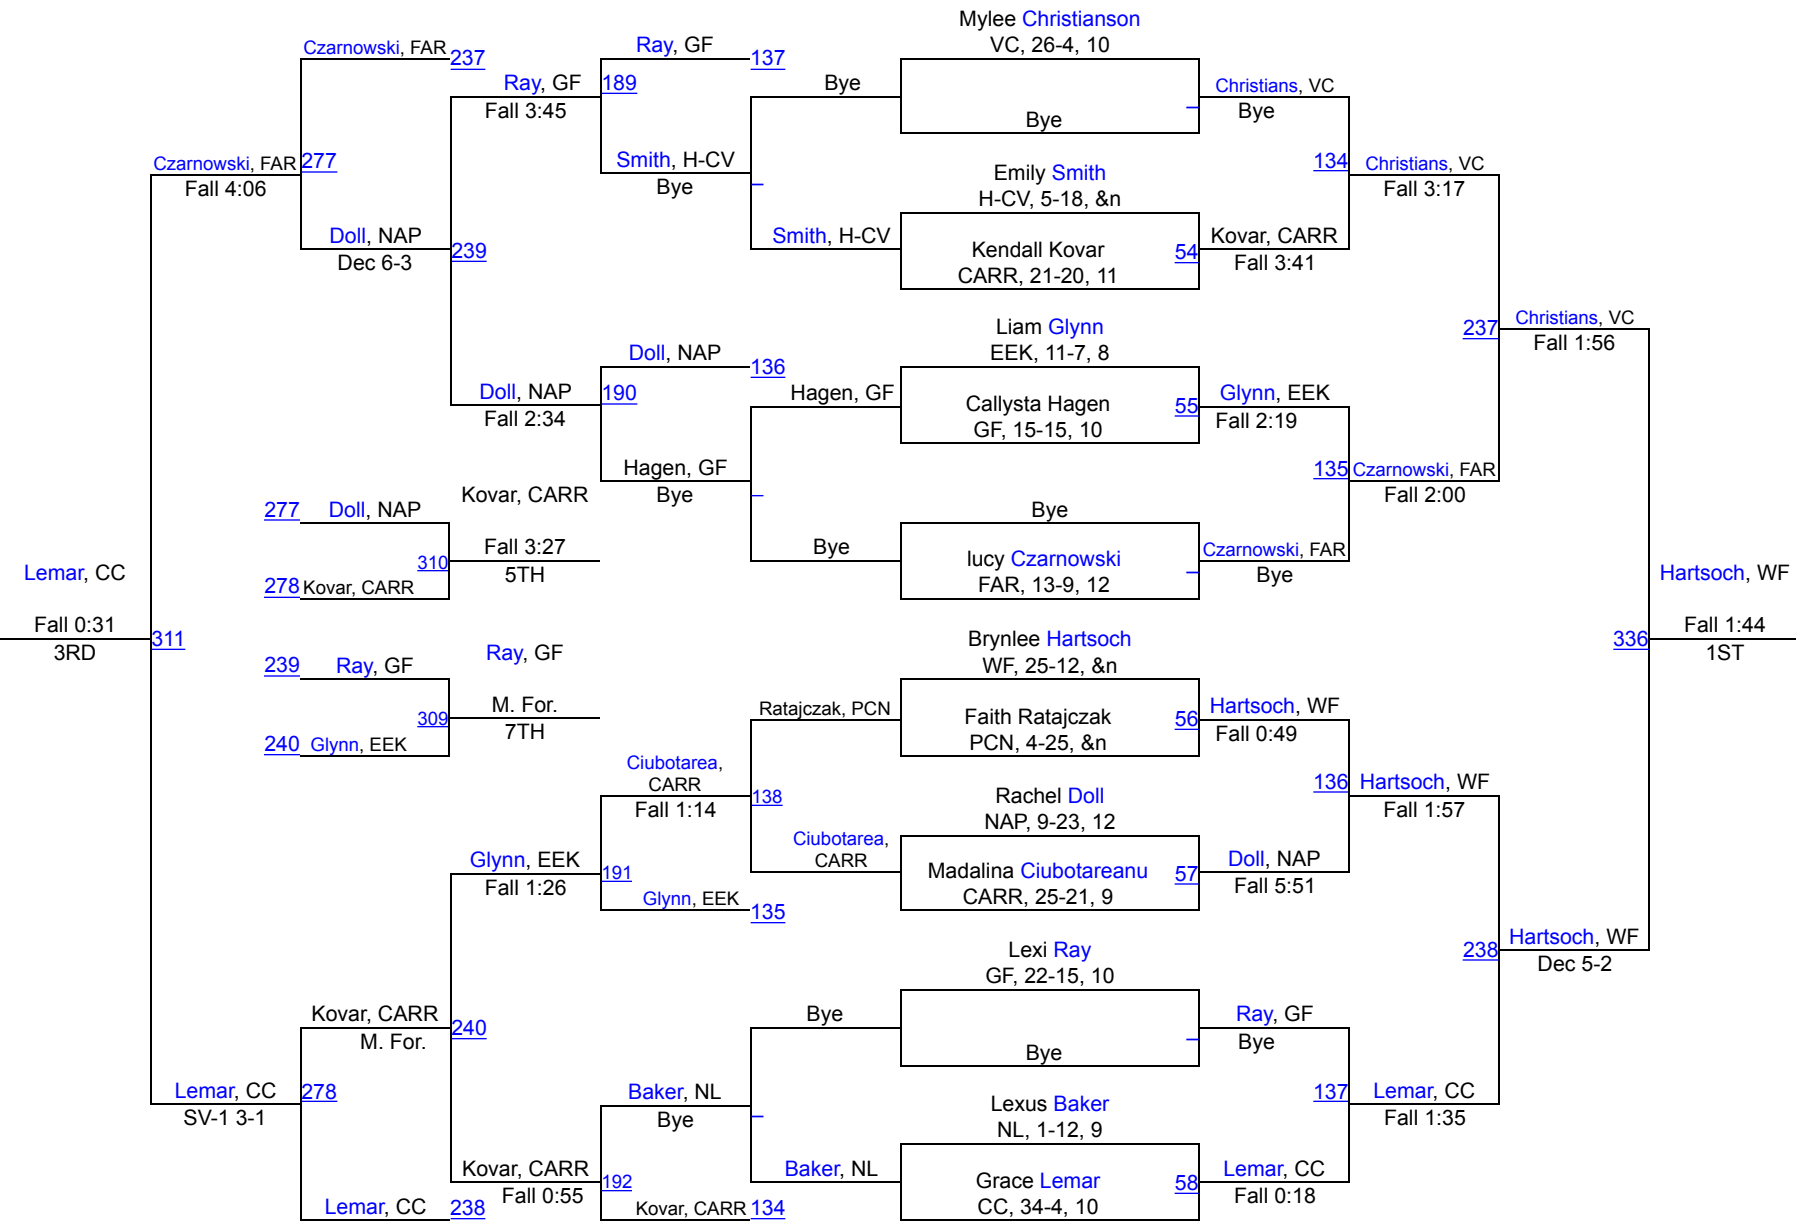 Mylee Christianson
VC, 26-4, 10
Czarnowski, FAR 237
Ray, GF 137
Ray, GF 189
Fall 3:45
Bye
Christians, VC
Bye
Bye
Czarnowski, FAR 277
Fall 4:06
Smith, H-CV
Bye
Emily Smith
H-CV, 5-18, &n
134 Christians, VC
Fall 3:17
Doll, NAP
Dec 6-3
239
Smith, H-CV
Kendall Kovar
CARR, 21-20, 11
54
Kovar, CARR
Fall 3:41
Liam Glynn
EEK, 11-7, 8
237 Christians, VC
Fall 1:56
Doll, NAP 136
Doll, NAP 190
Fall 2:34
Hagen, GF
Callysta Hagen
GF, 15-15, 10
55
Glynn, EEK
Fall 2:19
Hagen, GF
Bye
135 Czarnowski, FAR
Fall 2:00
277 Doll, NAP
Kovar, CARR
Bye
310
Fall 3:27
5TH
278 Kovar, CARR
Bye
lucy Czarnowski
FAR, 13-9, 12
Czarnowski, FAR
Bye
Lemar, CC
Fall 0:31
3RD
311
Hartsoch, WF
336
Fall 1:44
1ST
Brynlee Hartsoch
WF, 25-12, &n
239 Ray, GF
Ray, GF
309
M. For.
7TH
240 Glynn, EEK
Ratajczak, PCN
Faith Ratajczak
PCN, 4-25, &n
56
Hartsoch, WF
Fall 0:49
Ciubotarea,
CARR
Fall 1:14
138
Rachel Doll
NAP, 9-23, 12
136 Hartsoch, WF
Fall 1:57
Ciubotarea,
CARR
Madalina Ciubotareanu
CARR, 25-21, 9
57
Doll, NAP
Fall 5:51
Glynn, EEK
Fall 1:26
191
Glynn, EEK 135
Lexi Ray
GF, 22-15, 10
238 Hartsoch, WF
Dec 5-2
Kovar, CARR
M. For.
240
Bye
Bye
Ray, GF
Bye
Lemar, CC 278
SV-1 3-1
Baker, NL
Bye
Lexus Baker
NL, 1-12, 9
137 Lemar, CC
Fall 1:35
Kovar, CARR
Fall 0:55
192
Baker, NL
Grace Lemar
CC, 34-4, 10
58
Lemar, CC
Fall 0:18
Lemar, CC 238
Kovar, CARR 134